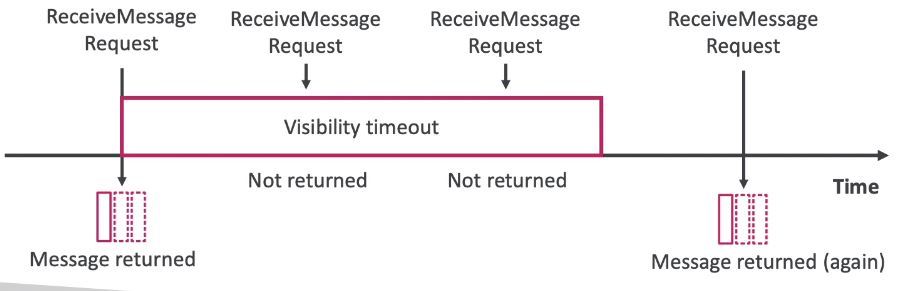 ReceiveMessage
Request
ReceiveMessage
Request
ReceiveMessage
Request
ReceiveMessage
Request
Visibility timeout
Not returned
Not returned
Time
Message returned
Message returned (again)